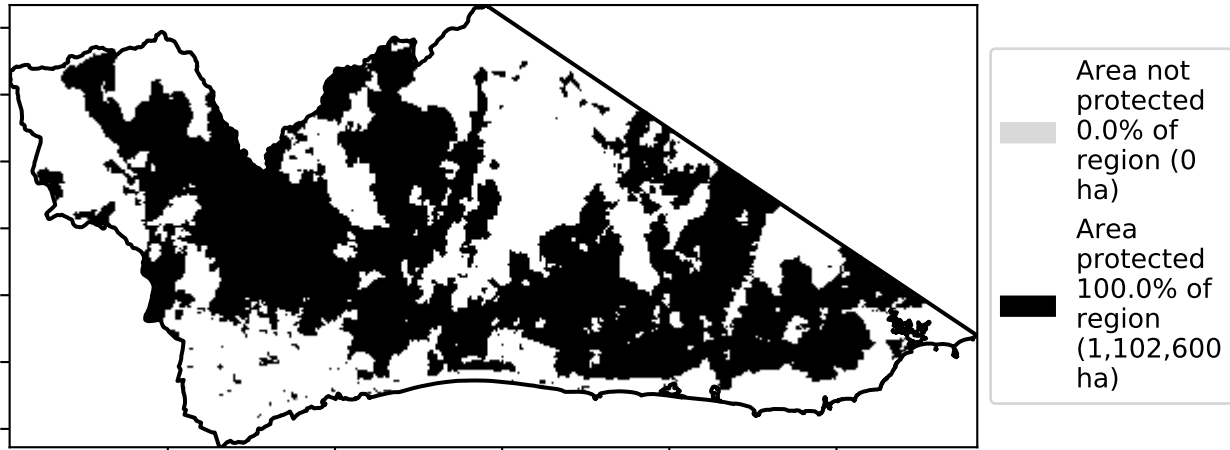 Area not
protected
0.0% of
region (0
ha)
Area
protected
100.0% of
region
(1,102,600
ha)